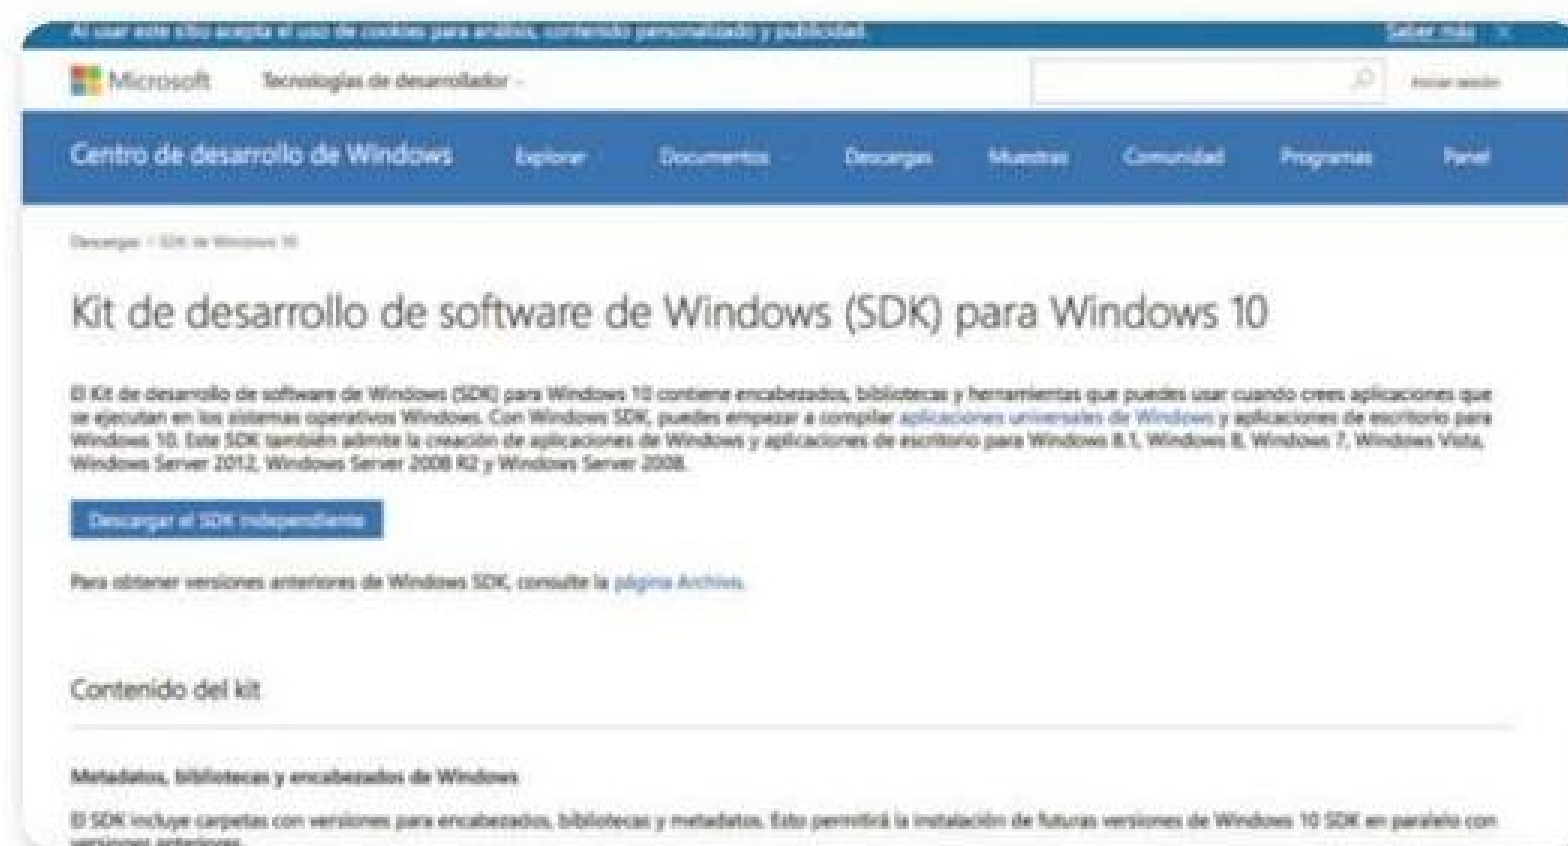 Al usar este sitio acepta el uso de cookies para análisis, contenido personalizado y publicidad.
Saber más
Microsoft
Tecnologías de desarrollador
Iniciar sesión
Centro de desarrollo de Windows
Explorar
Documentos
Descargas
Muestras
Comunidad
Programas
Panel
Descargas > SDK de Windows 10
Kit de desarrollo de software de Windows (SDK) para Windows 10
El Kit de desarrollo de software de Windows (SDK) para Windows 10 contiene encabezados, bibliotecas y herramientas que puedes usar cuando crees aplicaciones que
se ejecutan en los sistemas operativos Windows. Con Windows SDK, puedes empezar a compilar aplicaciones universales de Windows y aplicaciones de escritorio para
Windows 10. Este SDK también admite la creación de aplicaciones de Windows y aplicaciones de escritorio para Windows 8.1, Windows 8, Windows 7, Windows Vista,
Windows Server 2012, Windows Server 2008 R2 y Windows Server 2008.
Descargar el SDK independiente
Para obtener versiones anteriores de Windows SDK, consulte la página Archivo.
Contenido del kit
Metadatos, bibliotecas y encabezados de Windows
El SDK incluye carpetas con versiones para encabezados, bibliotecas y metadatos. Esto permitirá la instalación de futuras versiones de Windows 10 SDK en paralelo con
versiones anteriores.